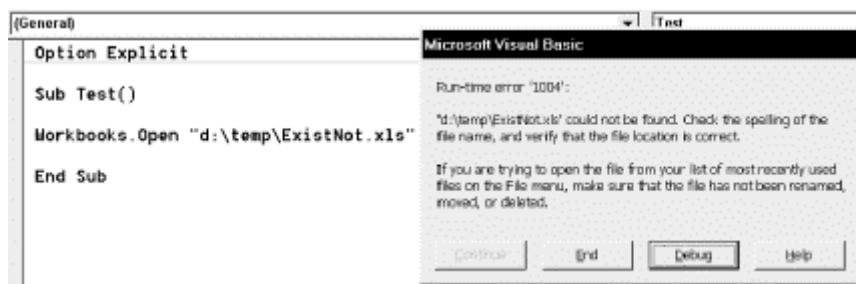 (General)
Test
Option Explicit
Sub Test()
Workbooks.Open "d:\temp\ExistNot.xls"
End Sub
Microsoft Visual Basic
Run-time error '1004':
'd:\temp\ExistNot.xls' could not be found. Check the spelling of the
file name, and verify that the file location is correct.
If you are trying to open the file from your list of most recently used
files on the File menu, make sure that the file has not been renamed,
moved, or deleted.
Continue
End
Debug
Help